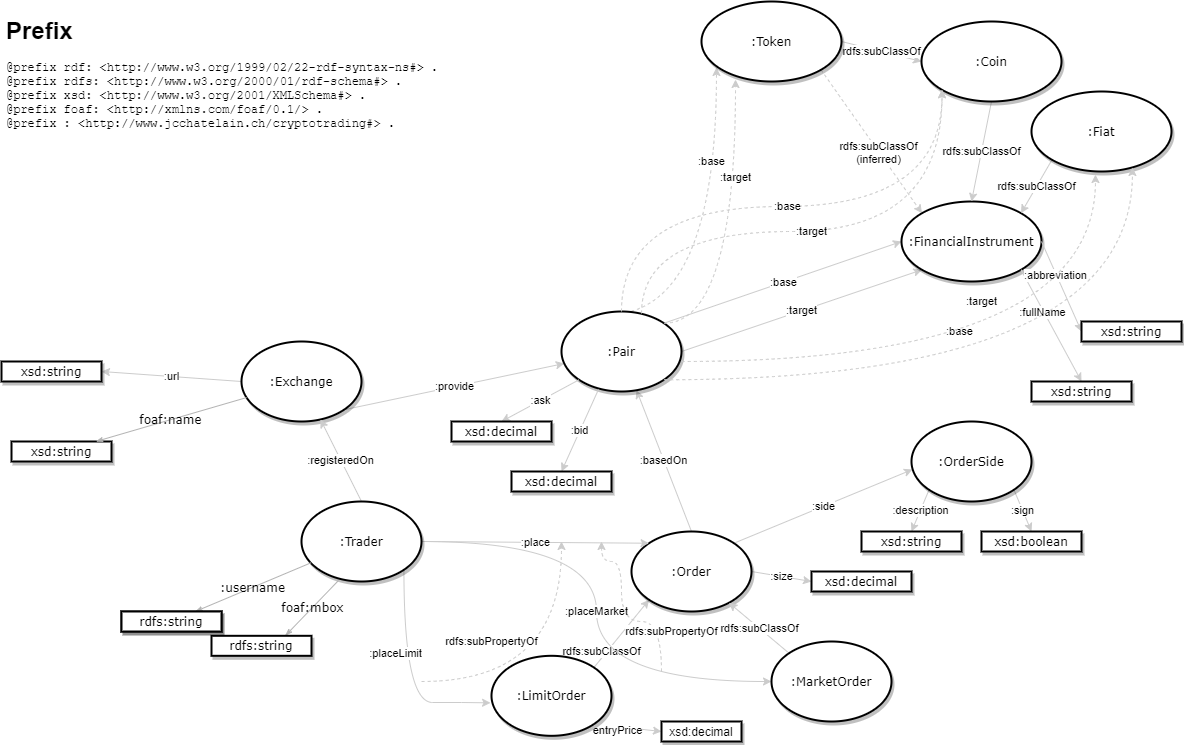 Prefix
@prefix rdf: <http://www.w3.org/1999/02/22-rdf-syntax-ns#> .
@prefix rdfs: <http://www.w3.org/2000/01/rdf-schema#> .
@prefix xsd: <http://www.w3.org/2001/XMLSchema#> .
@prefix foaf: <http://xmlns.com/foaf/0.1/> .
@prefix : <http://www.jcchatelain.ch/cryptotrading#> .
:Token
rdfs:subClassOf
:Coin
:Fiat
rdfs:subClassOf
(inferred)
rdfs:subClassOf
rdfs:subClassOf
:base
:target
:base
:target
:FinancialInstrument
:base
:target
:abbreviation
:target
:fullName
:base
xsd:string
xsd:string
:Pair
:Exchange
:url
xsd:string
:provide
foaf:name
xsd:string
:ask
xsd:decimal
:bid
xsd:decimal
:registeredOn
:basedOn
:OrderSide
:side
:description
:sign
xsd:string
xsd:boolean
:Trader
:place
:Order
:size
xsd:decimal
:username
foaf:mbox
rdfs:string
rdfs:string
:placeMarket
rdfs:subPropertyOf
rdfs:subPropertyOf
rdfs:subClassOf
:placeLimit
rdfs:subClassOf
:LimitOrder
:MarketOrder
entryPrice
xsd:decimal